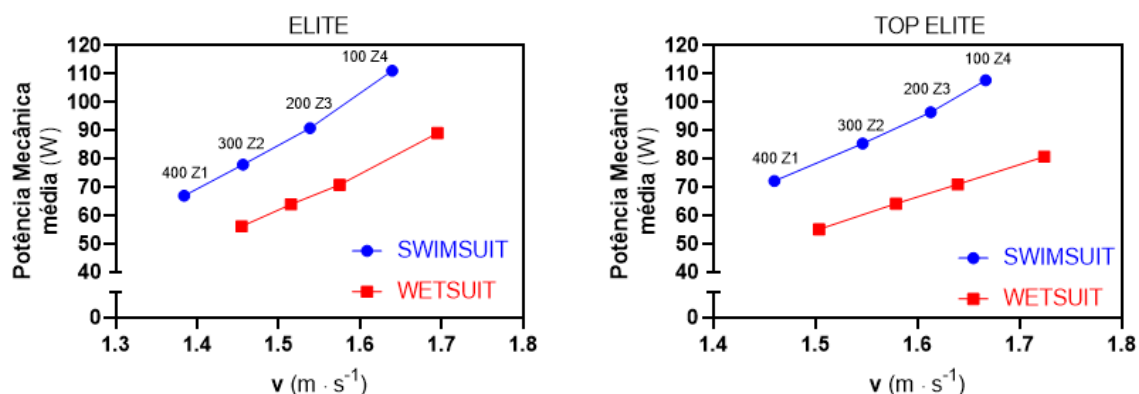 ELITE
Potência Mecânica
média (W)
120
110
100
90
80
70
60
50
40
0
100 Z4
200 Z3
300 Z2
400 Z1
SWIMSUIT
WETSUIT
1.3 1.4 1.5 1.6 1.7 1.8
v (m · s⁻¹)
TOP ELITE
Potência Mecânica
média (W)
120
110
100
90
80
70
60
50
40
0
100 Z4
200 Z3
300 Z2
400 Z1
SWIMSUIT
WETSUIT
1.4 1.5 1.6 1.7 1.8
v (m · s⁻¹)